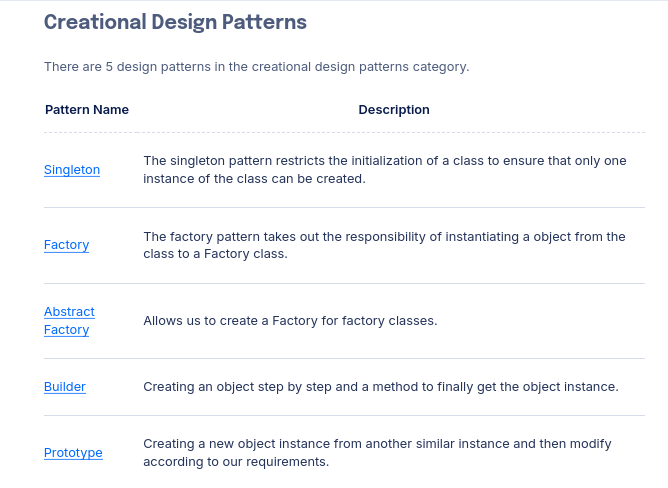 Creational Design Patterns
There are 5 design patterns in the creational design patterns category.
Pattern Name Description
Singleton
The singleton pattern restricts the initialization of a class to ensure that only one
instance of the class can be created.
Factory
The factory pattern takes out the responsibility of instantiating a object from the
class to a Factory class.
Abstract
Factory
Allows us to create a Factory for factory classes.
Builder
Creating an object step by step and a method to finally get the object instance.
Prototype
Creating a new object instance from another similar instance and then modify
according to our requirements.